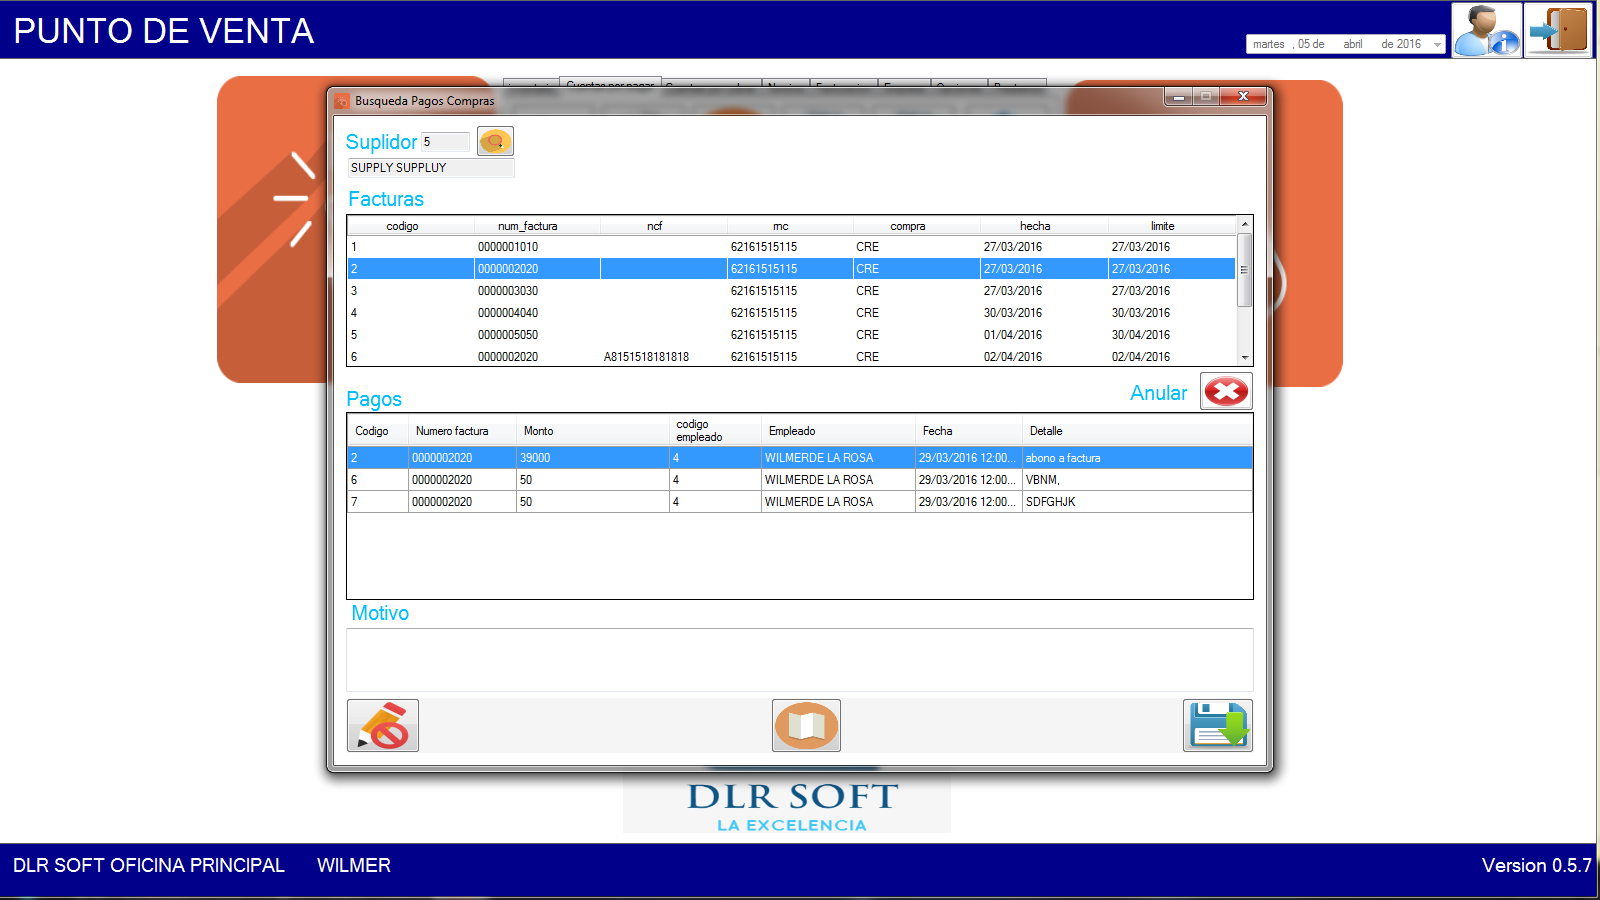 PUNTO DE VENTA
martes , 05 de abril de 2016
Cuentas por pagar
Busqueda Pagos Compras
Suplidor 5
SUPPLY SUPPLUY
Facturas
codigo num_factura ncf rnc compra hecha limite
1 0000001010 62161515115 CRE 27/03/2016 27/03/2016
2 0000002020 62161515115 CRE 27/03/2016 27/03/2016
3 0000003030 62161515115 CRE 27/03/2016 27/03/2016
4 0000004040 62161515115 CRE 30/03/2016 30/03/2016
5 0000005050 62161515115 CRE 01/04/2016 30/04/2016
6 0000002020 A8151518181818 62161515115 CRE 02/04/2016 02/04/2016
Anular
Pagos
Codigo Numero factura Monto codigo empleado Empleado Fecha Detalle
2 0000002020 39000 4 WILMERDE LA ROSA 29/03/2016 12:00... abono a factura
6 0000002020 50 4 WILMERDE LA ROSA 29/03/2016 12:00... VBNM,
7 0000002020 50 4 WILMERDE LA ROSA 29/03/2016 12:00... SDFGHJK
Motivo
DLR SOFT
LA EXCELENCIA
DLR SOFT OFICINA PRINCIPAL WILMER Version 0.5.7